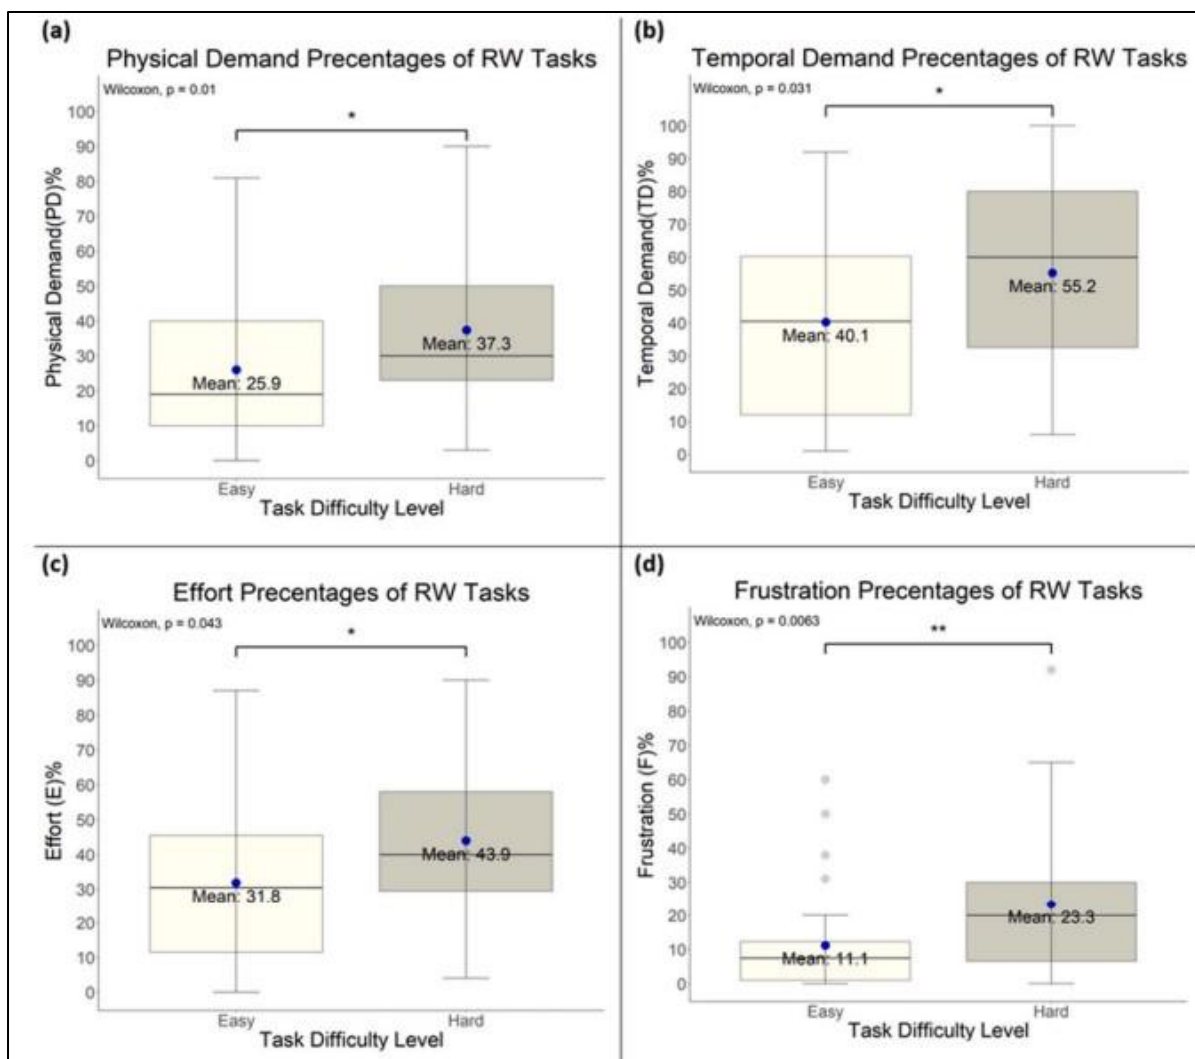 (a)
Physical Demand Precentages of RW Tasks
Wilcoxon, p = 0.01
*
100
90
80
70
60
50
40
30
20
10
0
Physical Demand(PD)%
Mean: 25.9
Mean: 37.3
Easy
Hard
Task Difficulty Level
(b)
Temporal Demand Precentages of RW Tasks
Wilcoxon, p = 0.031
*
100
90
80
70
60
50
40
30
20
10
0
Temporal Demand(TD)%
Mean: 40.1
Mean: 55.2
Easy
Hard
Task Difficulty Level
(c)
Effort Precentages of RW Tasks
Wilcoxon, p = 0.043
*
100
90
80
70
60
50
40
30
20
10
0
Effort (E)%
Mean: 31.8
Mean: 43.9
Easy
Hard
Task Difficulty Level
(d)
Frustration Precentages of RW Tasks
Wilcoxon, p = 0.0063
**
100
90
80
70
60
50
40
30
20
10
0
Frustration (F)%
Mean: 11.1
Mean: 23.3
Easy
Hard
Task Difficulty Level